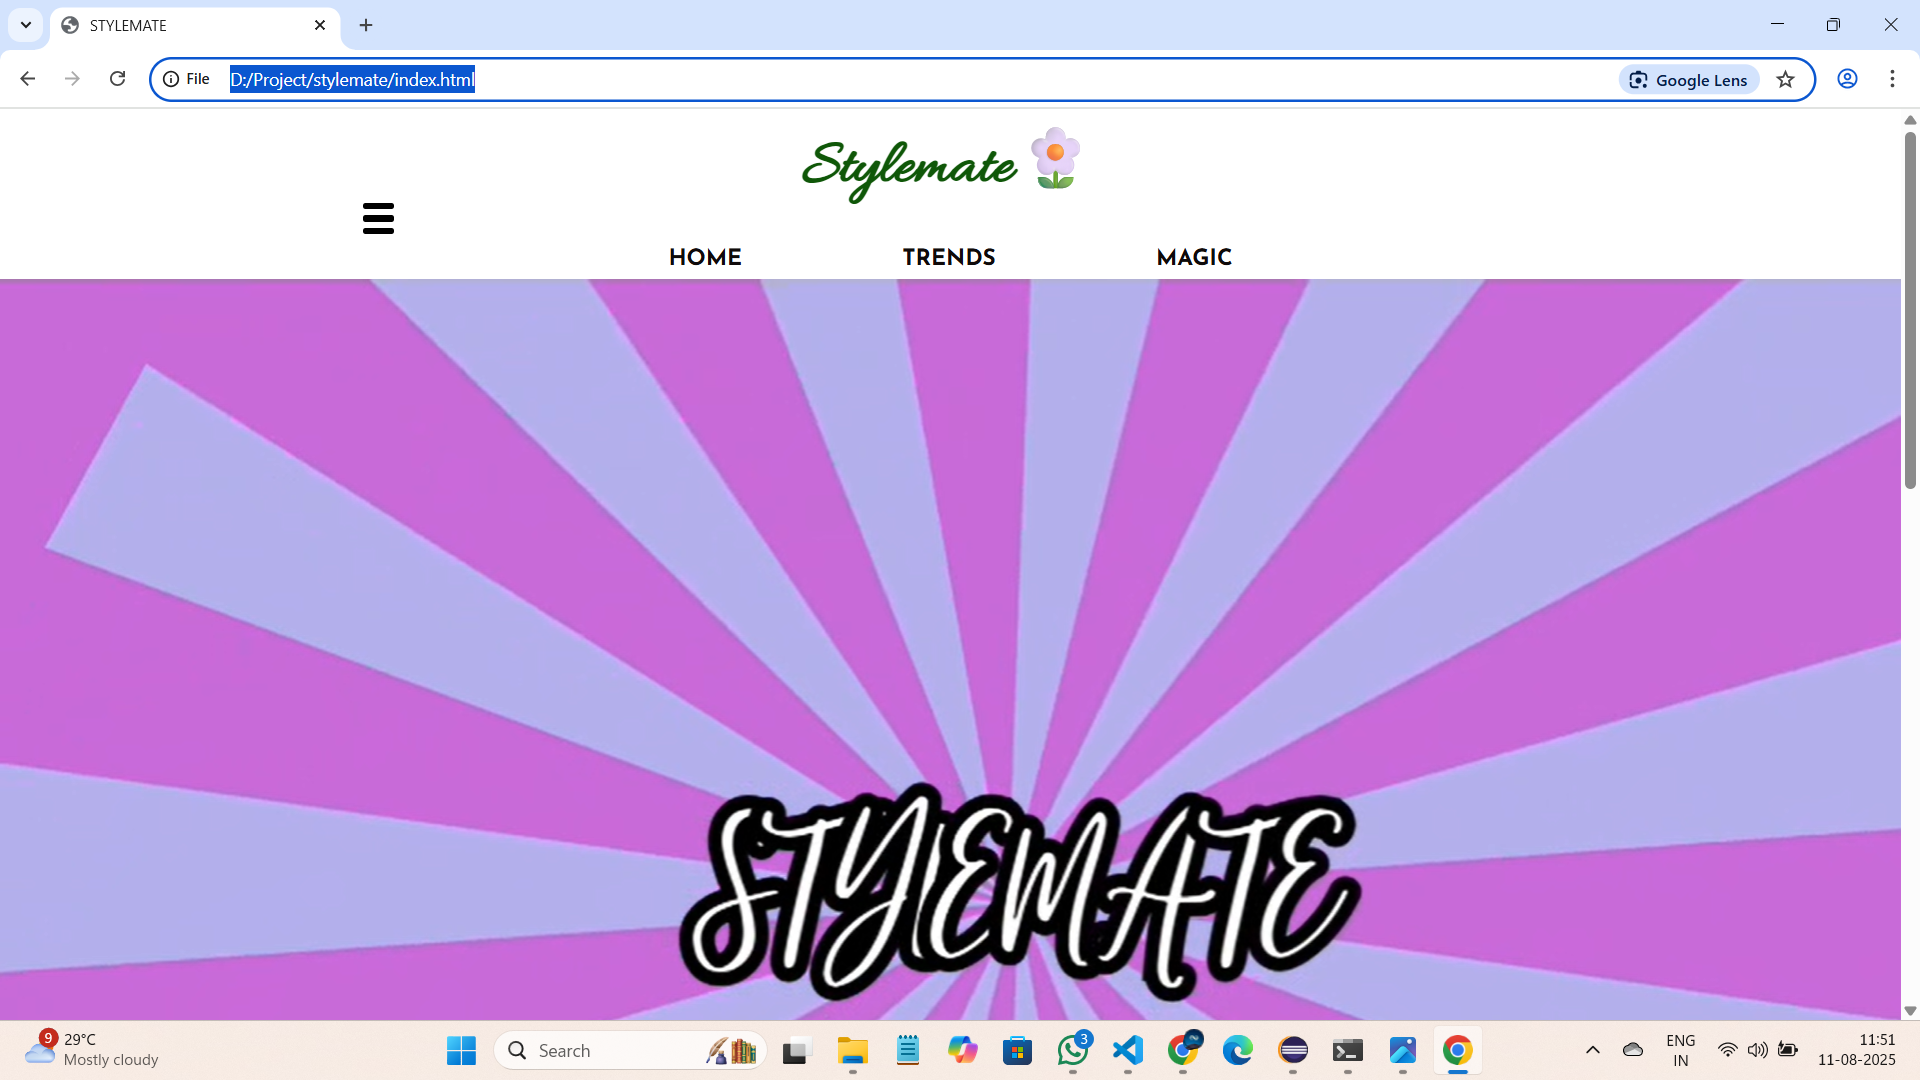 STYLEMATE
File D:/Project/stylemate/index.html Google Lens
Stylemate
HOME TRENDS MAGIC
STYLEMATE
9 29°C
Mostly cloudy
Search
3
ENG
IN
11:51
11-08-2025